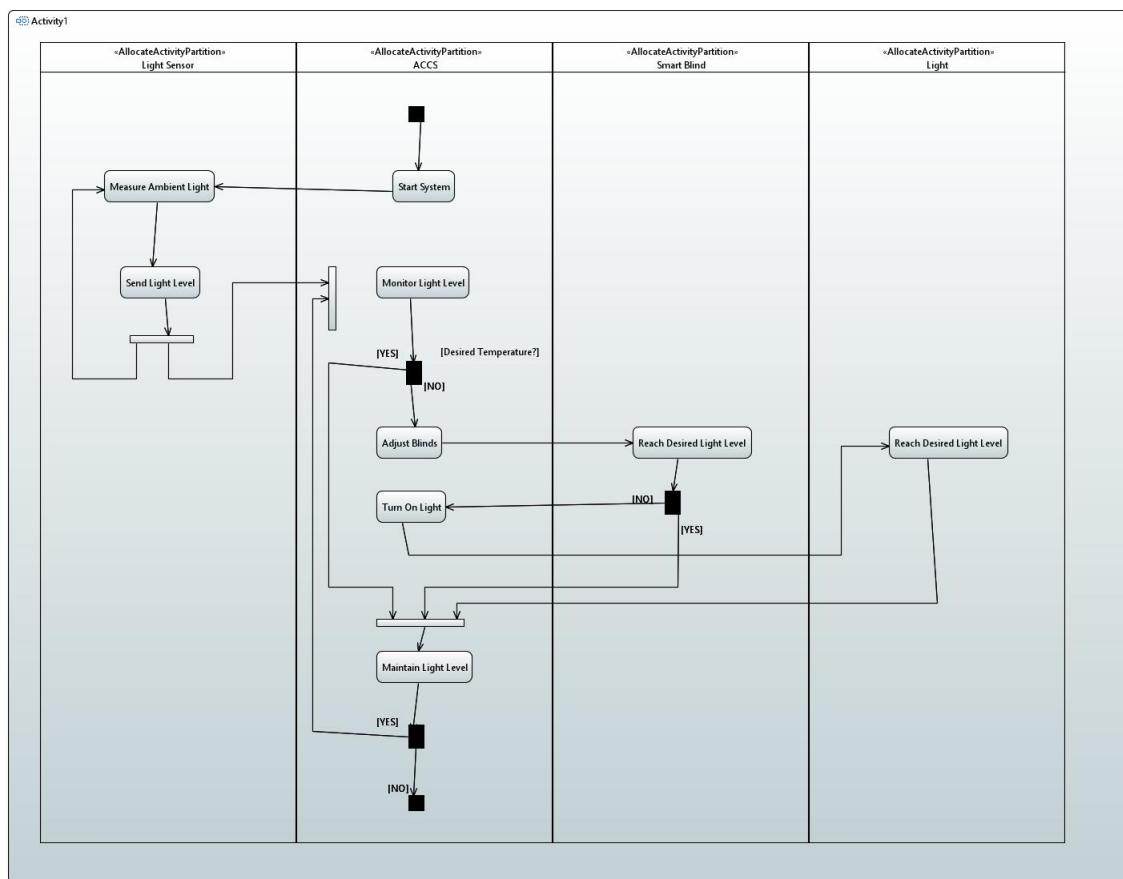 Activity1
«AllocateActivityPartition»
Light Sensor
«AllocateActivityPartition»
ACCS
«AllocateActivityPartition»
Smart Blind
«AllocateActivityPartition»
Light
Measure Ambient Light
Start System
Send Light Level
Monitor Light Level
[YES]
[Desired Temperature?]
[NO]
Adjust Blinds
Reach Desired Light Level
Reach Desired Light Level
Turn On Light
[NO]
[YES]
Maintain Light Level
[YES]
[NO]